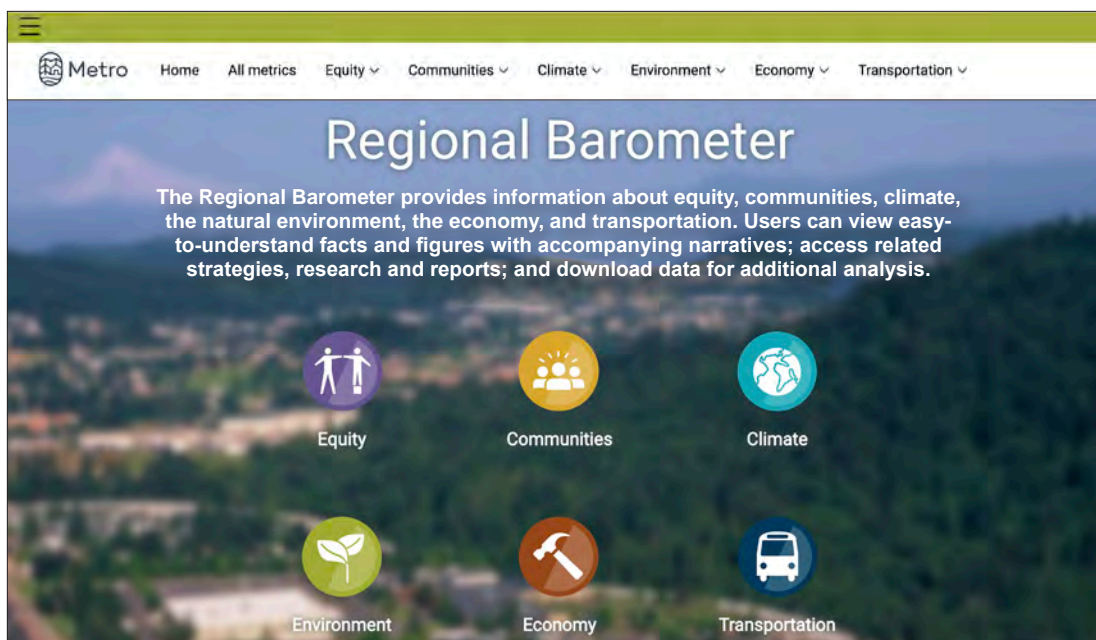 Metro Home All metrics Equity Communities Climate Environment Economy Transportation
Regional Barometer
The Regional Barometer provides information about equity, communities, climate,
the natural environment, the economy, and transportation. Users can view easy-
to-understand facts and figures with accompanying narratives; access related
strategies, research and reports; and download data for additional analysis.
Equity Communities Climate
Environment Economy Transportation